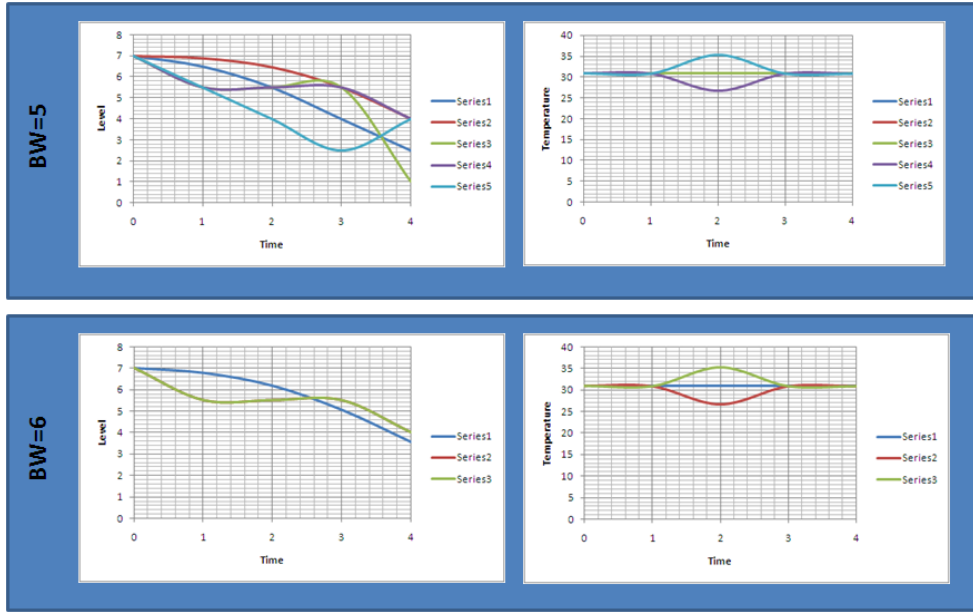 BW=5
8
7
6
5
4
3
2
1
0
Level
0 1 2 3 4
Time
Series1
Series2
Series3
Series4
Series5
40
35
30
25
20
15
10
5
0
Temperature
0 1 2 3 4
Time
Series1
Series2
Series3
Series4
Series5
BW=6
8
7
6
5
4
3
2
1
0
Level
0 1 2 3 4
Time
Series1
Series2
Series3
40
35
30
25
20
15
10
5
0
Temperature
0 1 2 3 4
Time
Series1
Series2
Series3